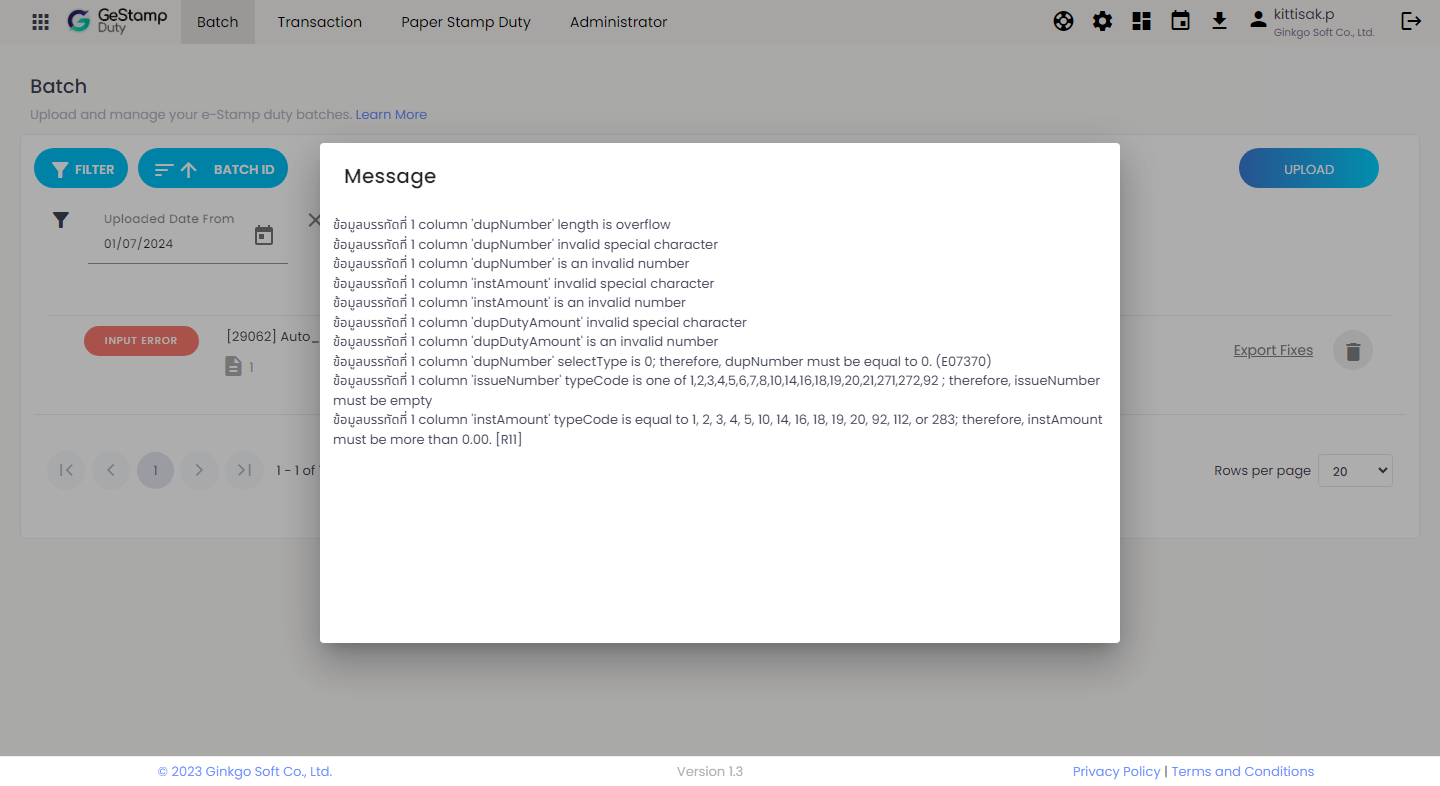 GeStamp
Duty
Batch
Transaction
Paper Stamp Duty
Administrator
kittisak.p
Ginkgo Soft Co., Ltd.
Batch
Upload and manage your e-Stamp duty batches. Learn More
FILTER
BATCH ID
UPLOAD
Uploaded Date From
01/07/2024
Message
ข้อมูลบรรทัดที่ 1 column 'dupNumber' length is overflow
ข้อมูลบรรทัดที่ 1 column 'dupNumber' invalid special character
ข้อมูลบรรทัดที่ 1 column 'dupNumber' is an invalid number
ข้อมูลบรรทัดที่ 1 column 'instAmount' invalid special character
ข้อมูลบรรทัดที่ 1 column 'instAmount' is an invalid number
ข้อมูลบรรทัดที่ 1 column 'dupDutyAmount' invalid special character
ข้อมูลบรรทัดที่ 1 column 'dupDutyAmount' is an invalid number
ข้อมูลบรรทัดที่ 1 column 'dupNumber' selectType is 0; therefore, dupNumber must be equal to 0. (E07370)
ข้อมูลบรรทัดที่ 1 column 'issueNumber' typeCode is one of 1,2,3,4,5,6,7,8,10,14,16,18,19,20,21,271,272,92 ; therefore, issueNumber
must be empty
ข้อมูลบรรทัดที่ 1 column 'instAmount' typeCode is equal to 1, 2, 3, 4, 5, 10, 14, 16, 18, 19, 20, 92, 112, or 283; therefore, instAmount
must be more than 0.00. [R11]
INPUT ERROR
[29062] Auto_
1
Export Fixes
1
1 - 1 of
Rows per page
20
© 2023 Ginkgo Soft Co., Ltd.
Version 1.3
Privacy Policy | Terms and Conditions